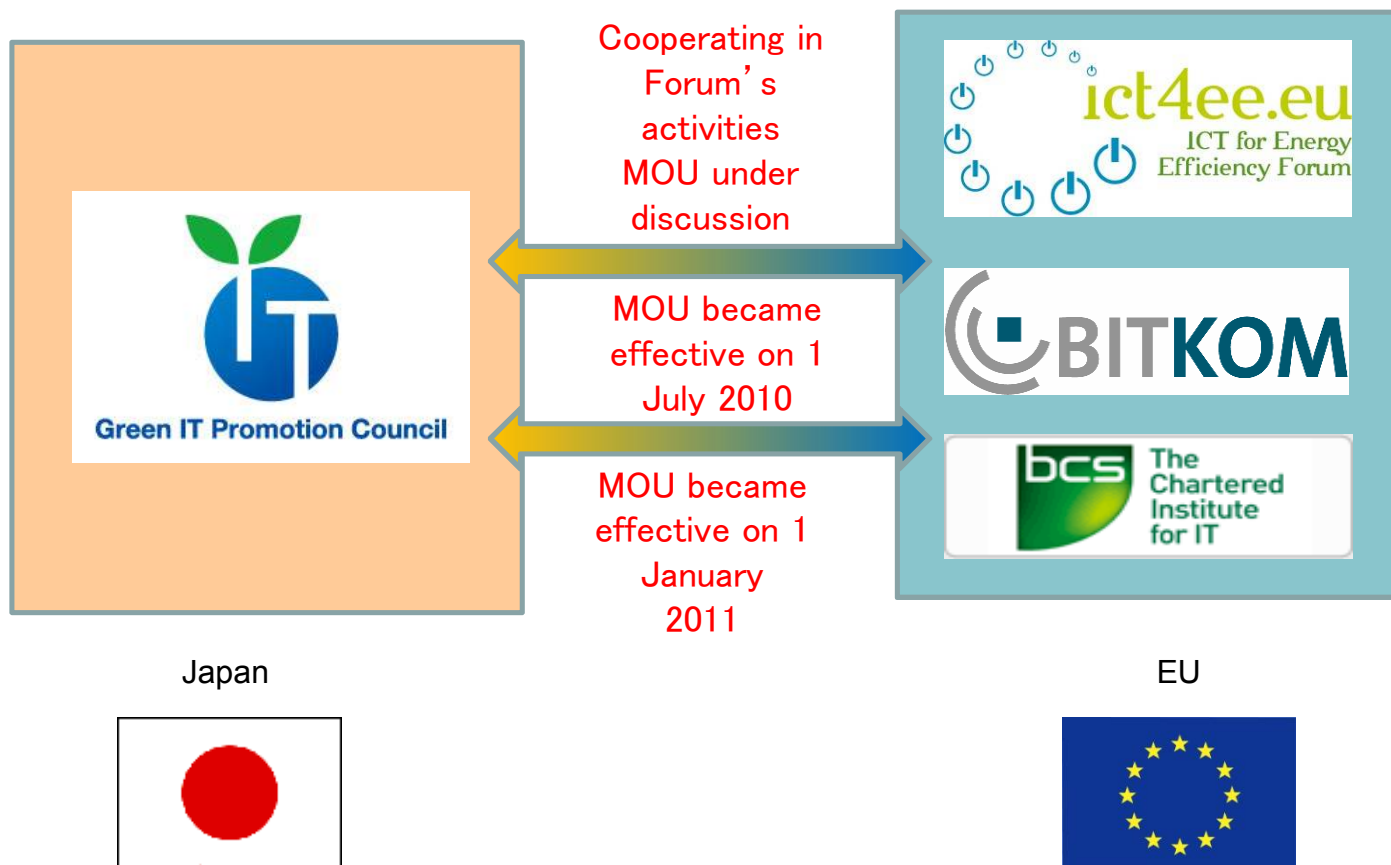 Cooperating in
Forum's
activities
MOU under
discussion
MOU became
effective on 1
July 2010
MOU became
effective on 1
January
2011
IT
Green IT Promotion Council
ict4ee.eu
ICT for Energy
Efficiency Forum
BITKOM
bcs
The
Chartered
Institute
for IT
Japan
EU